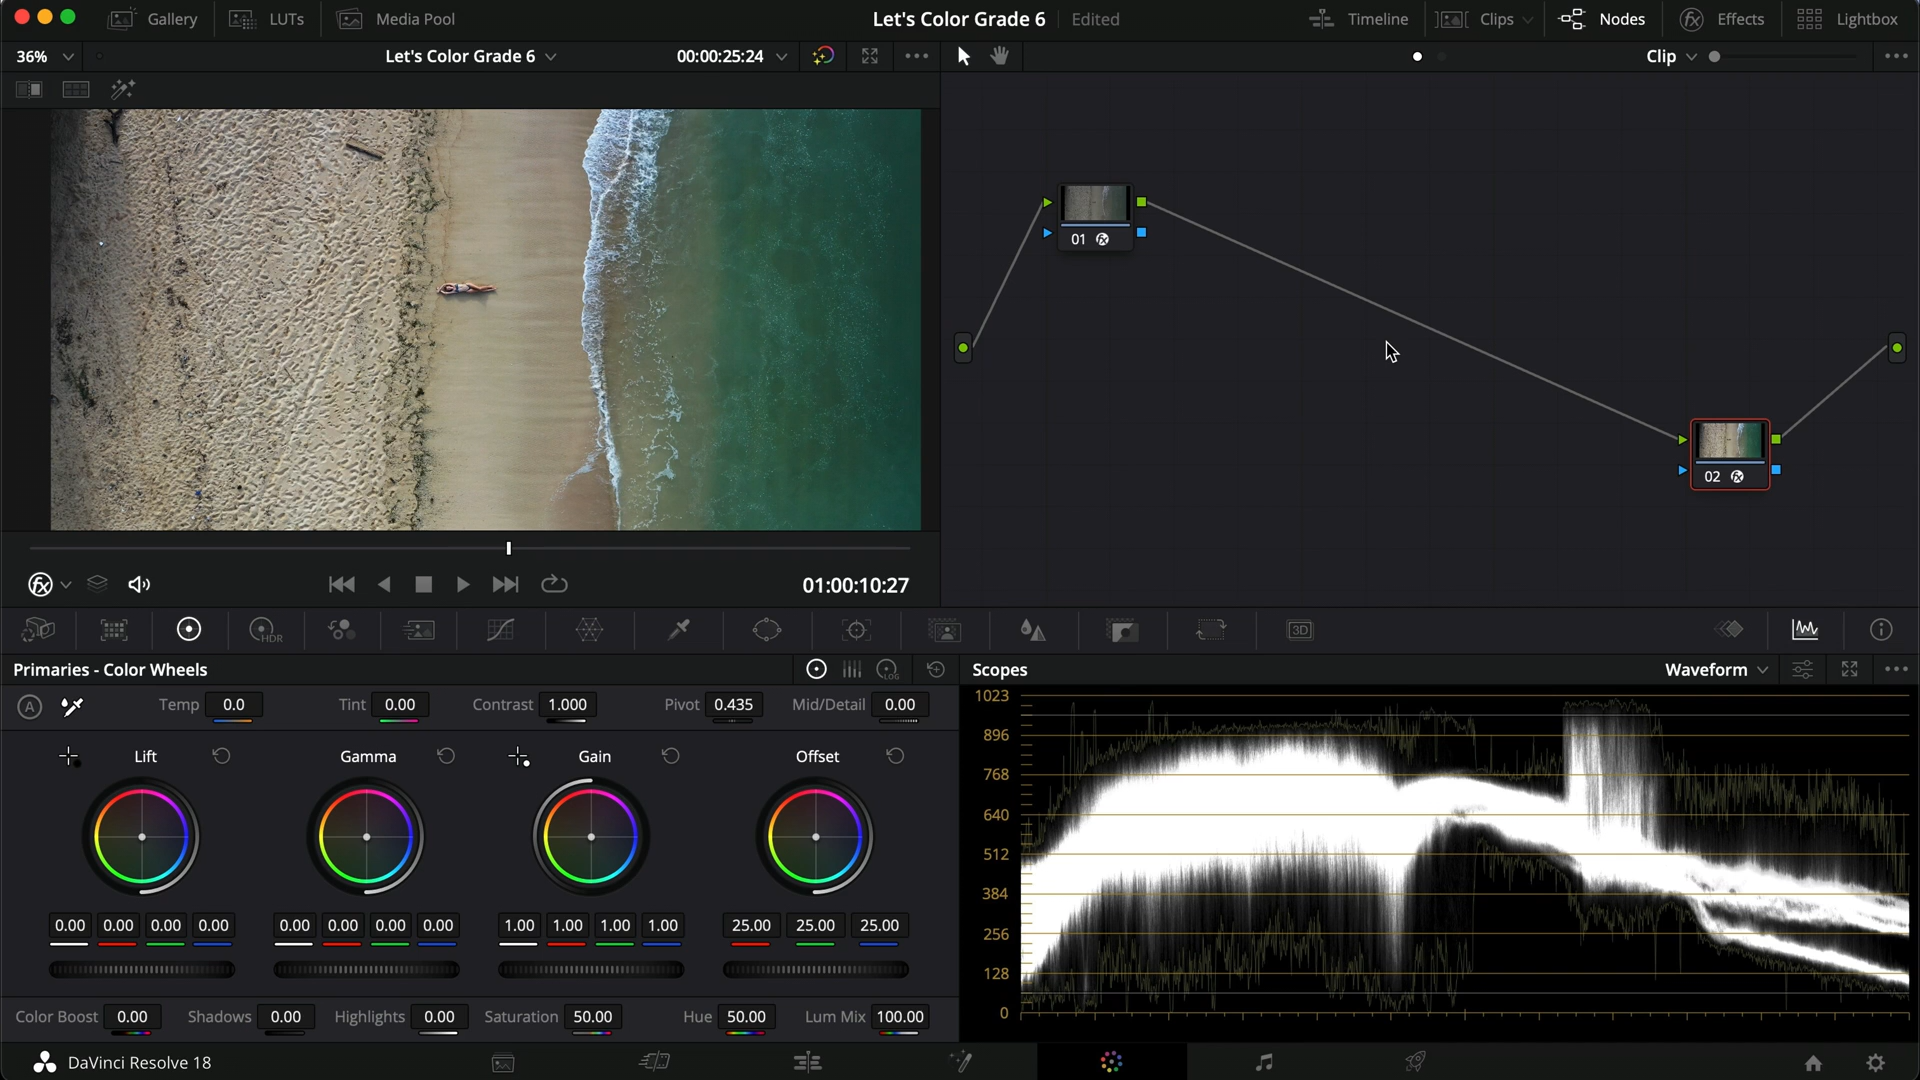 Gallery LUTs Media Pool Let's Color Grade 6 Edited Timeline Clips Nodes Effects Lightbox
36% Let's Color Grade 6 00:00:25:24 Clip
01
02
01:00:10:27
HDR 3D
Primaries - Color Wheels LOG Scopes Waveform
A Temp 0.0 Tint 0.00 Contrast 1.000 Pivot 0.435 Mid/Detail 0.00
Lift Gamma Gain Offset
0.00 0.00 0.00 0.00 0.00 0.00 0.00 0.00 1.00 1.00 1.00 1.00 25.00 25.00 25.00
Color Boost 0.00 Shadows 0.00 Highlights 0.00 Saturation 50.00 Hue 50.00 Lum Mix 100.00
1023
896
768
640
512
384
256
128
0
DaVinci Resolve 18